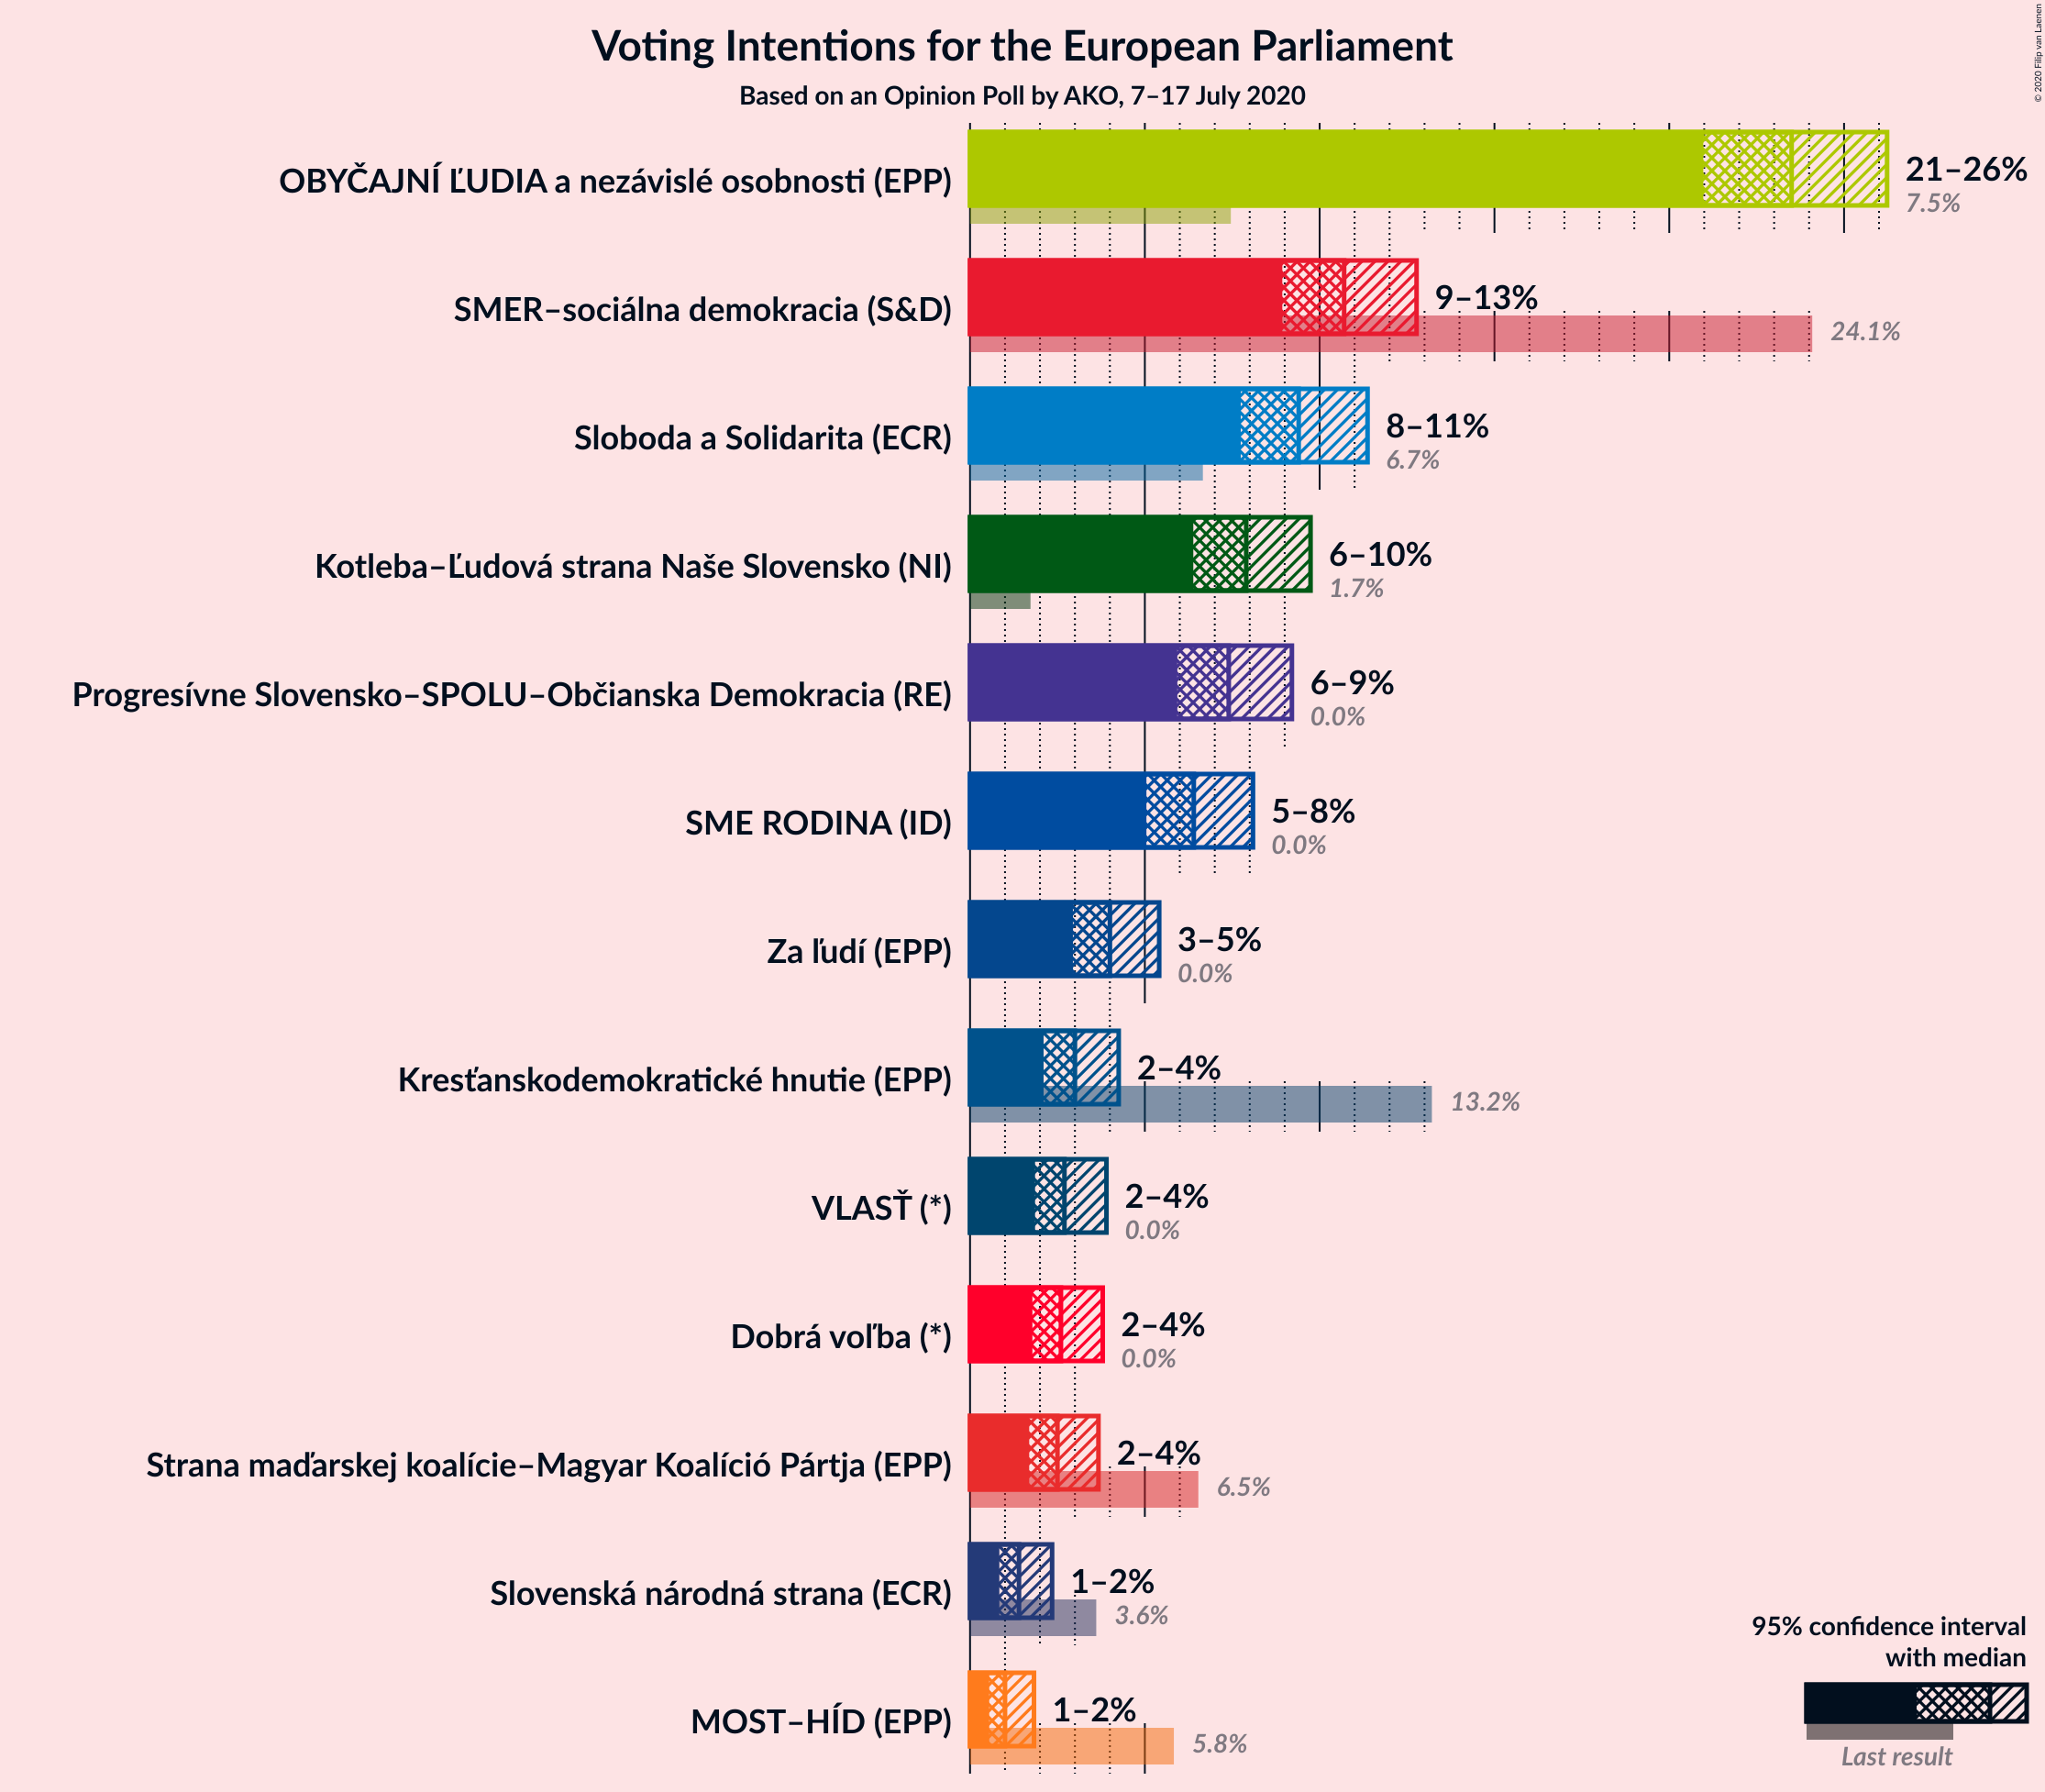 Voting Intentions for the European Parliament
Based on an Opinion Poll by AKO, 7–17 July 2020
© 2020 Filip van Laenen
OBYČAJNÍ ĽUDIA a nezávislé osobnosti (EPP)
21–26%
7.5%
SMER–sociálna demokracia (S&D)
9–13%
24.1%
Sloboda a Solidarita (ECR)
8–11%
6.7%
Kotleba–Ľudová strana Naše Slovensko (NI)
6–10%
1.7%
Progresívne Slovensko–SPOLU–Občianska Demokracia (RE)
6–9%
0.0%
SME RODINA (ID)
5–8%
0.0%
Za ľudí (EPP)
3–5%
0.0%
Kresťanskodemokratické hnutie (EPP)
2–4%
13.2%
VLASŤ (*)
2–4%
0.0%
Dobrá voľba (*)
2–4%
0.0%
Strana maďarskej koalície–Magyar Koalíció Pártja (EPP)
2–4%
6.5%
Slovenská národná strana (ECR)
1–2%
3.6%
MOST–HÍD (EPP)
1–2%
5.8%
95% confidence interval
with median
Last result